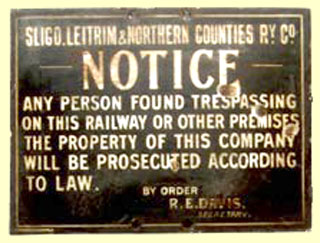 SLIGO, LEITRIM & NORTHERN COUNTIES RY. CO.
NOTICE
ANY PERSON FOUND TRESPASSING
ON THIS RAILWAY OR OTHER PREMISES
THE PROPERTY OF THIS COMPANY
WILL BE PROSECUTED ACCORDING
TO LAW.
BY ORDER
R.E.DAVIS.
SECRETARY.